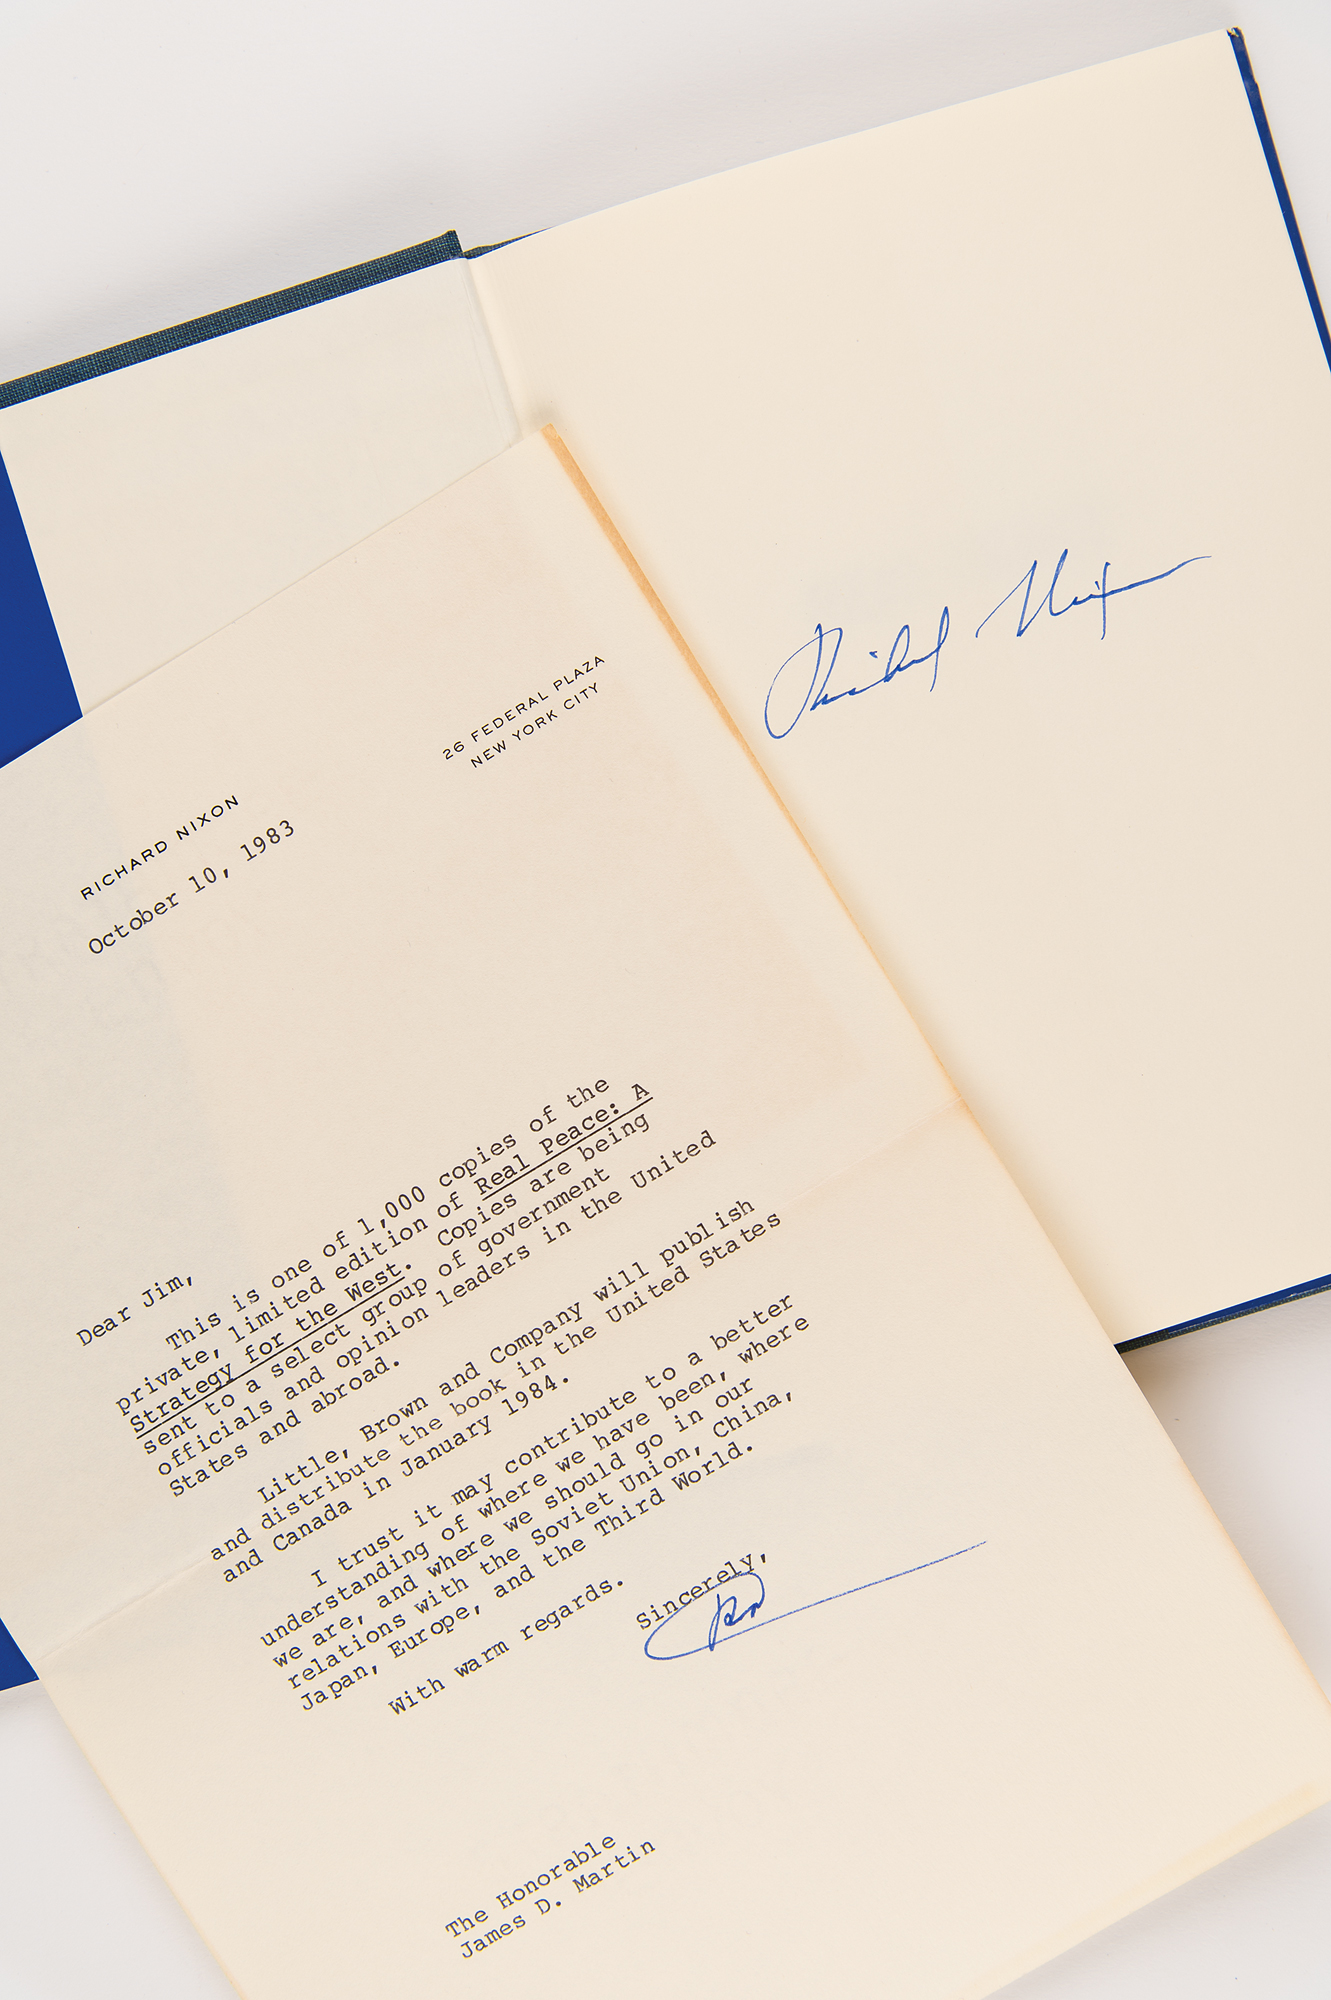 RICHARD NIXON
26 FEDERAL PLAZA
NEW YORK CITY
October 10, 1983
Dear Jim,
This is one of 1,000 copies of the
private, limited edition of Real Peace: A
Strategy for the West. Copies are being
sent to a select group of government
officials and opinion leaders in the United
States and abroad.
Little, Brown and Company will publish
and distribute the book in the United States
and Canada in January 1984.
I trust it may contribute to a better
understanding of where we have been, where
we are, and where we should go in our
relations with the Soviet Union, China,
Japan, Europe, and the Third World.
With warm regards.
Sincerely,
RN
The Honorable
James D. Martin
Richard Nixon